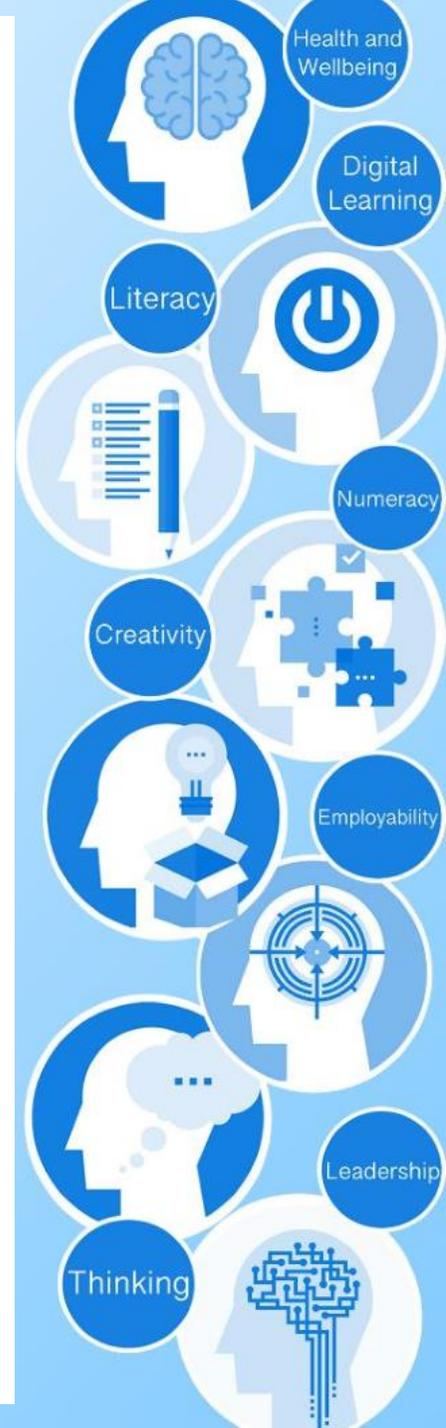 Health and
Wellbeing
Digital
Learning
Literacy
Numeracy
Creativity
Employability
Leadership
Thinking